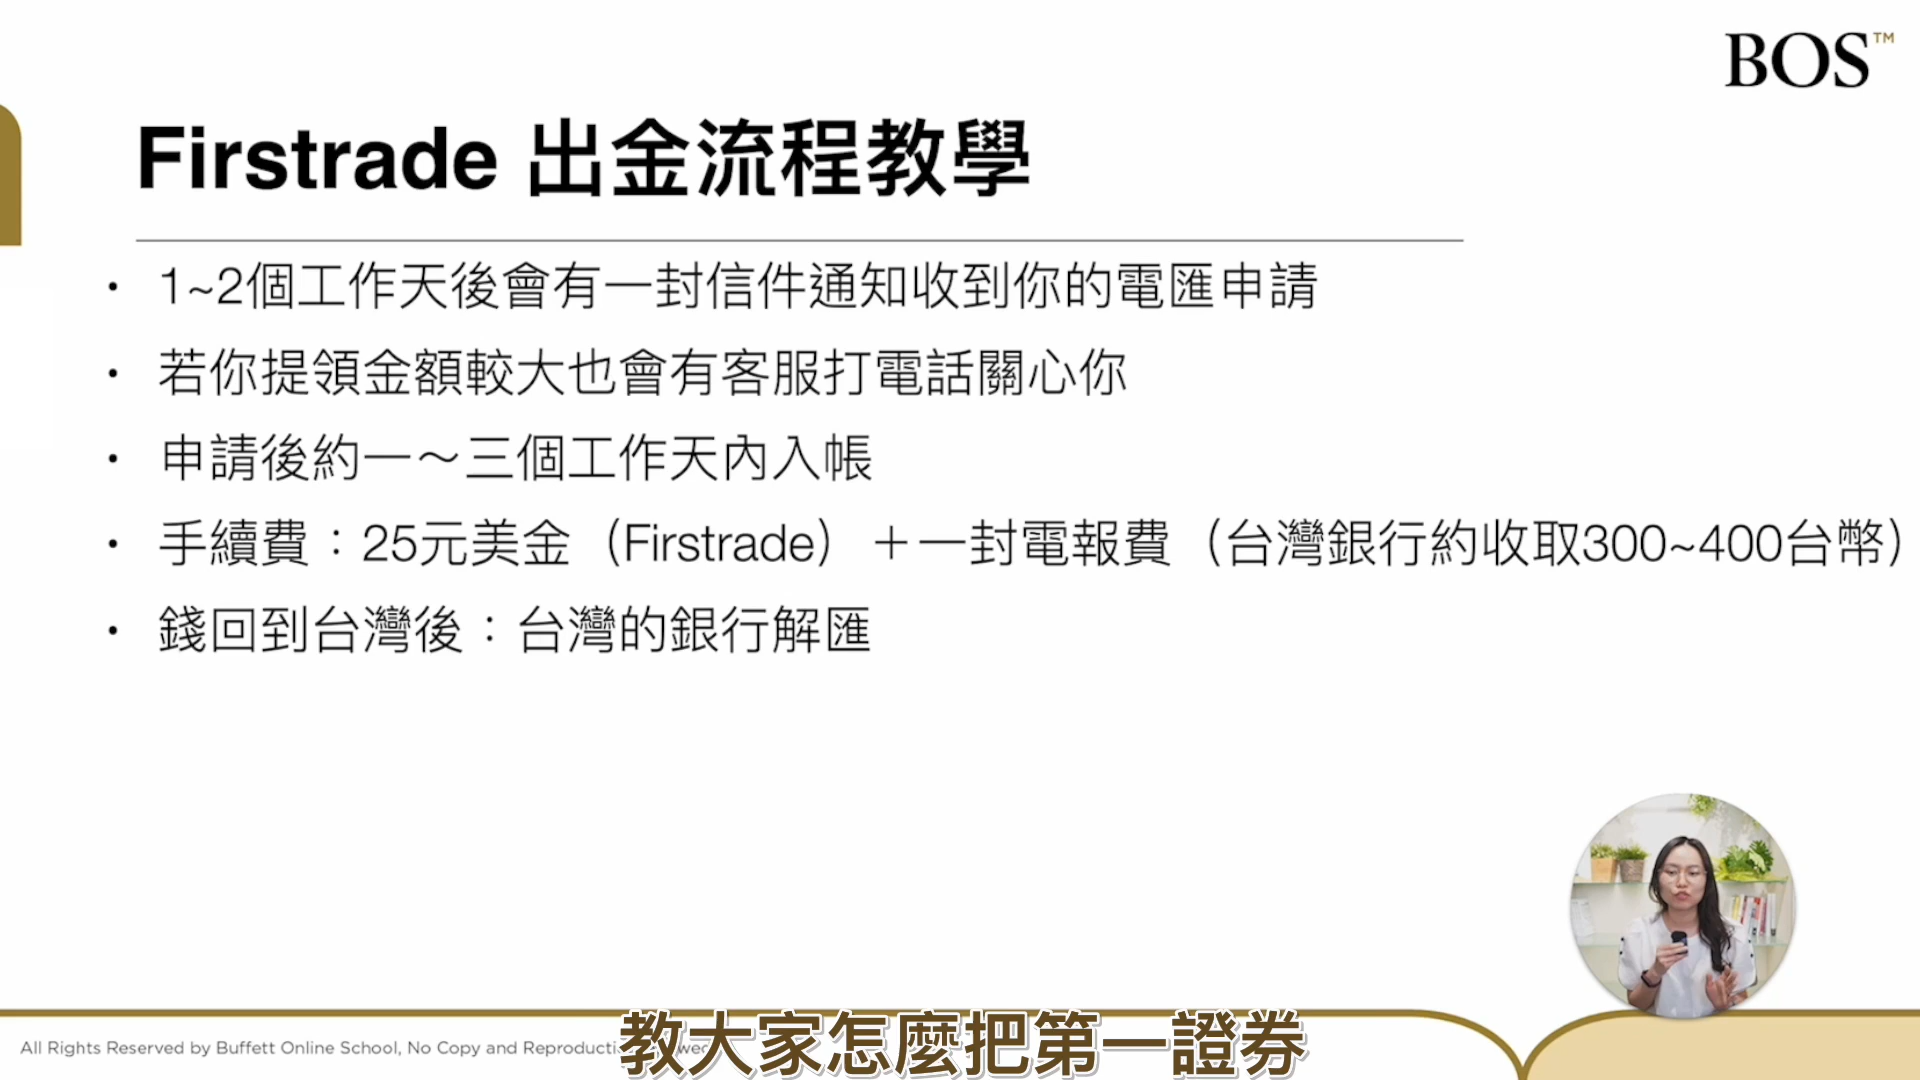 BOS™
Firstrade 出金流程教學
• 1~2個工作天後會有一封信件通知收到你的電匯申請
• 若你提領金額較大也會有客服打電話關心你
• 申請後約一～三個工作天內入帳
• 手續費：25元美金（Firstrade）＋一封電報費（台灣銀行約收取300~400台幣）
• 錢回到台灣後：台灣的銀行解匯
All Rights Reserved by Buffett Online School, No Copy and
教大家怎麼把第一證券